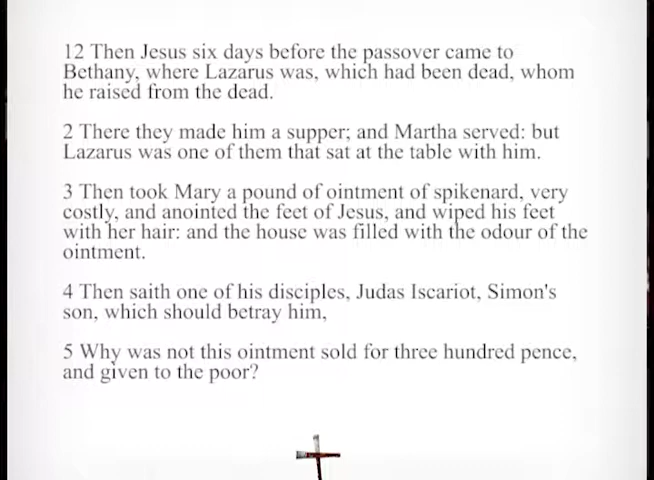 12 Then Jesus six days before the passover came to
Bethany, where Lazarus was, which had been dead, whom
he raised from the dead.
2 There they made him a supper; and Martha served: but
Lazarus was one of them that sat at the table with him.
3 Then took Mary a pound of ointment of spikenard, very
costly, and anointed the feet of Jesus, and wiped his feet
with her hair: and the house was filled with the odour of the
ointment.
4 Then saith one of his disciples, Judas Iscariot, Simon's
son, which should betray him,
5 Why was not this ointment sold for three hundred pence,
and given to the poor?